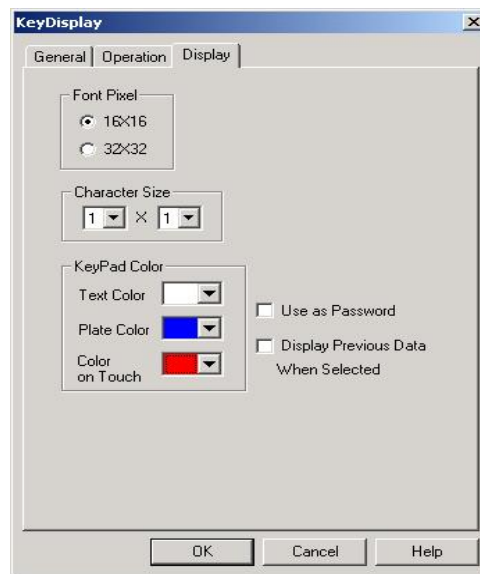 KeyDisplay
General Operation Display
Font Pixel
16X16
32X32
Character Size
1 X 1
KeyPad Color
Text Color
Plate Color
Color
on Touch
Use as Password
Display Previous Data
When Selected
OK Cancel Help